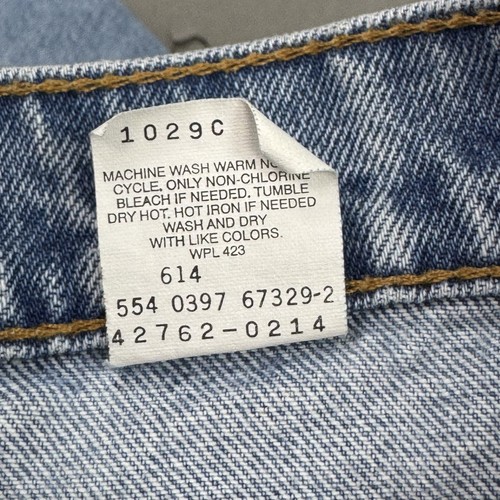 1029C
MACHINE WASH WARM
CYCLE. ONLY NON-CHLORINE
BLEACH IF NEEDED. TUMBLE
DRY HOT. HOT IRON IF NEEDED
WASH AND DRY
WITH LIKE COLORS.
WPL 423
614
554 0397 67329-2
42762-0214